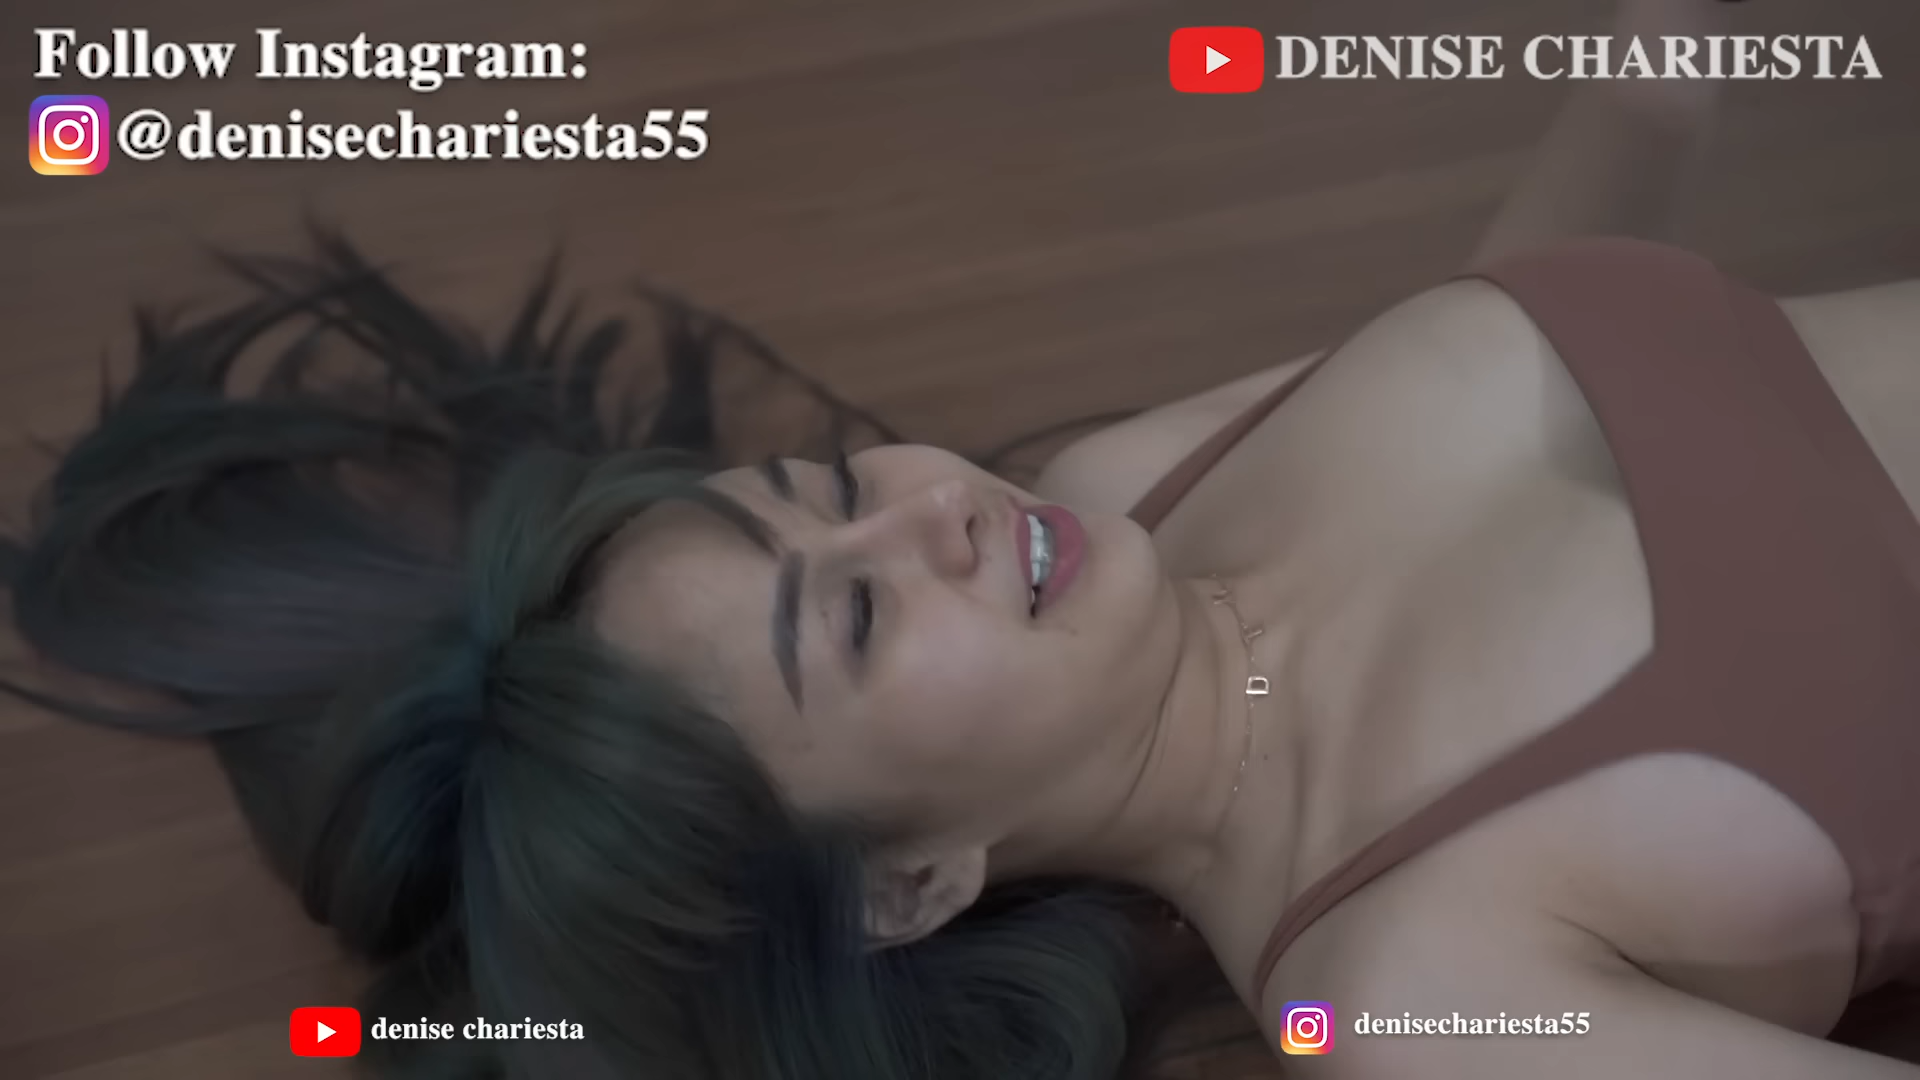 Follow Instagram:
@denisechariesta55
DENISE CHARIESTA
D
denise chariesta
denisechariesta55